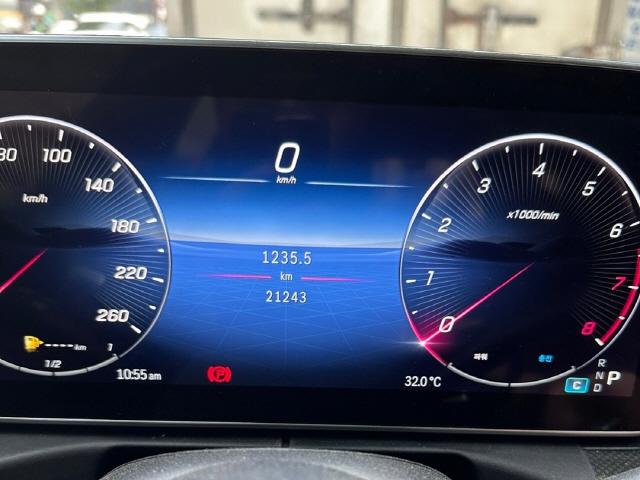 80 100 140 180 220 260
km/h
-----km 1
1/2
10:55 am
0
km/h
1235.5
km
21243
32.0 °C
0 1 2 3 4 5 6 7 8
x1000/min
파워
충전
C
R
N
D
P